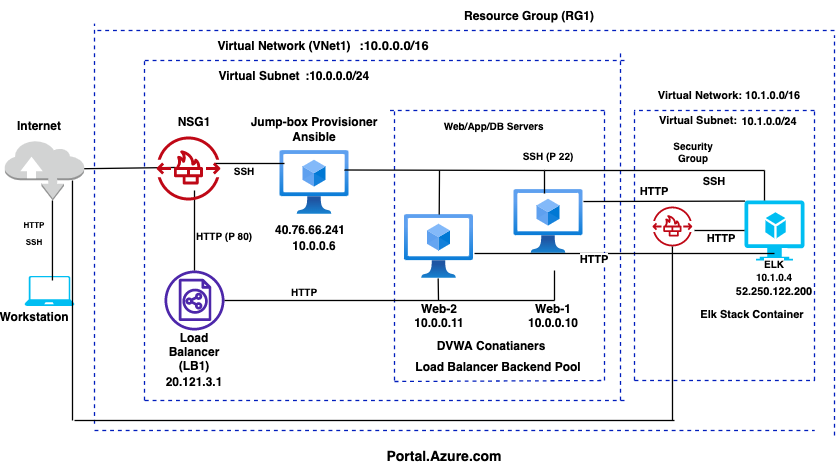 Resource Group (RG1)
Virtual Network (VNet1) :10.0.0.0/16
Virtual Subnet :10.0.0.0/24
Virtual Network: 10.1.0.0/16
Virtual Subnet: 10.1.0.0/24
Internet
NSG1
Jump-box Provisioner
Ansible
Web/App/DB Servers
Security
Group
SSH
SSH (P 22)
SSH
HTTP
HTTP
SSH
40.76.66.241
10.0.0.6
HTTP (P 80)
HTTP
HTTP
ELK
10.1.0.4
52.250.122.200
HTTP
Workstation
Web-2
10.0.0.11
Web-1
10.0.0.10
Elk Stack Container
Load
Balancer
(LB1)
20.121.3.1
DVWA Conatianers
Load Balancer Backend Pool
Portal.Azure.com